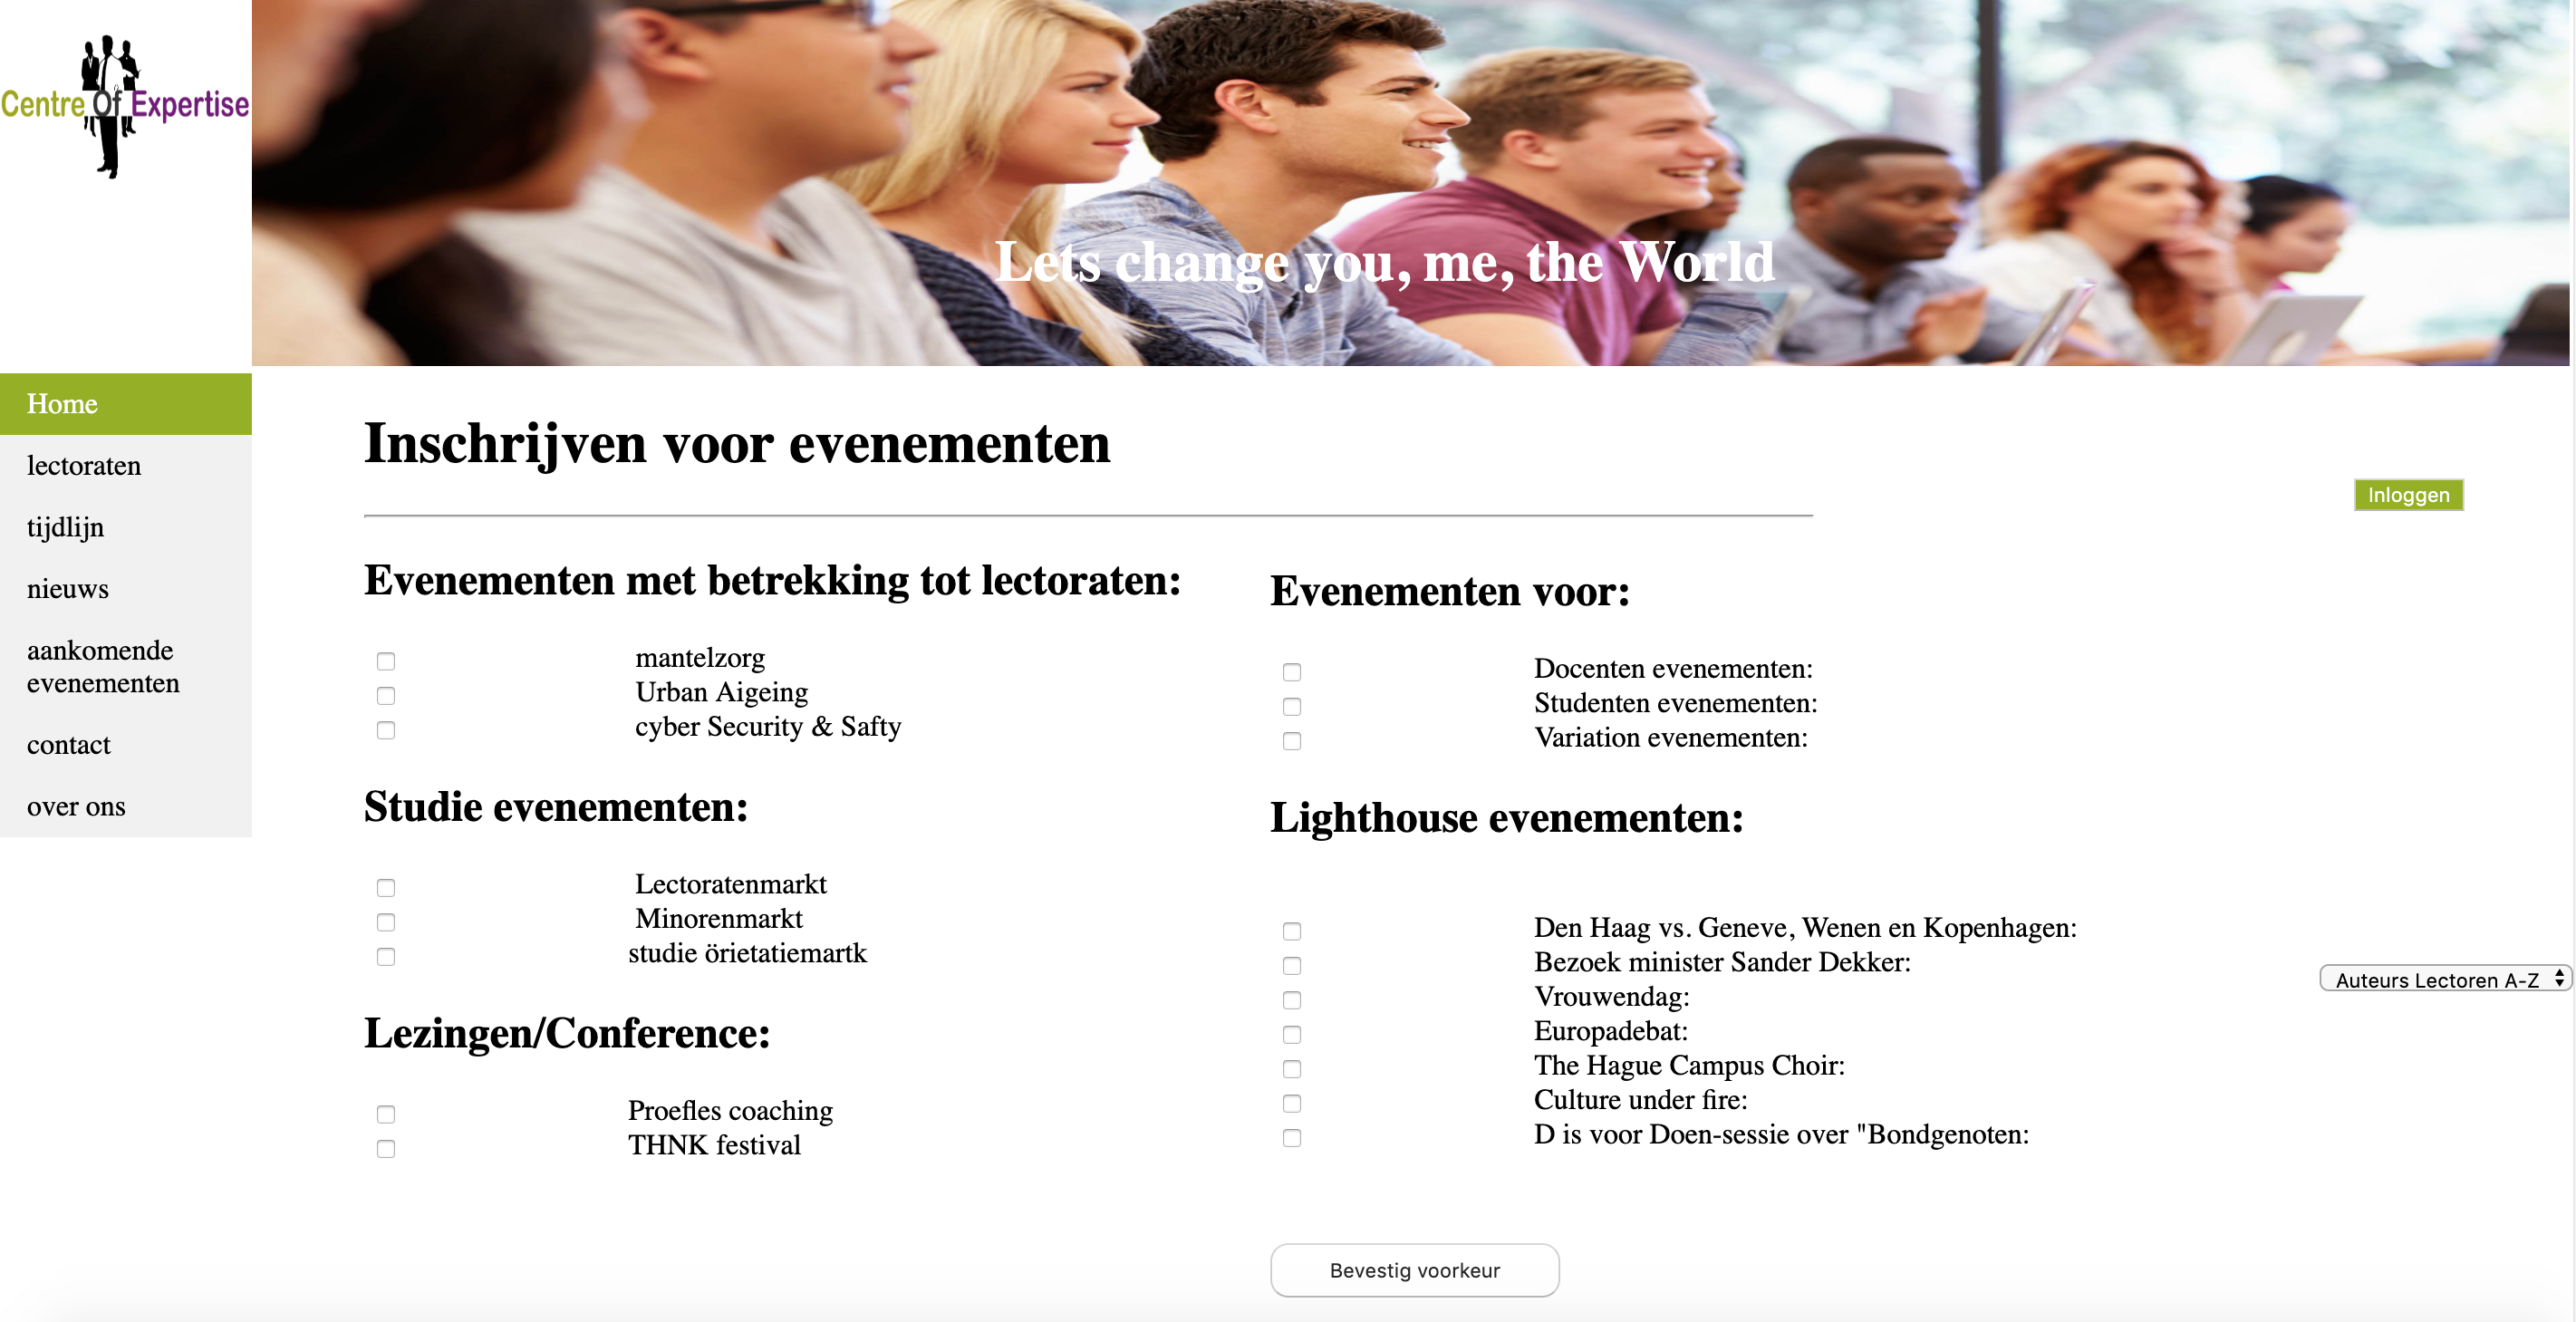 Centre Of Expertise
Lets change you, me, the World
Home
lectoraten
tijdlijn
nieuws
aankomende
evenementen
contact
over ons
Inschrijven voor evenementen
Inloggen
Evenementen met betrekking tot lectoraten:
mantelzorg
Urban Aigeing
cyber Security & Safty
Studie evenementen:
Lectoratenmarkt
Minorenmarkt
studie örietatiemartk
Lezingen/Conference:
Proefles coaching
THNK festival
Evenementen voor:
Docenten evenementen:
Studenten evenementen:
Variation evenementen:
Lighthouse evenementen:
Den Haag vs. Geneve, Wenen en Kopenhagen:
Bezoek minister Sander Dekker:
Vrouwendag:
Europadebat:
The Hague Campus Choir:
Culture under fire:
D is voor Doen-sessie over "Bondgenoten:
Bevestig voorkeur
Auteurs Lectoren A-Z